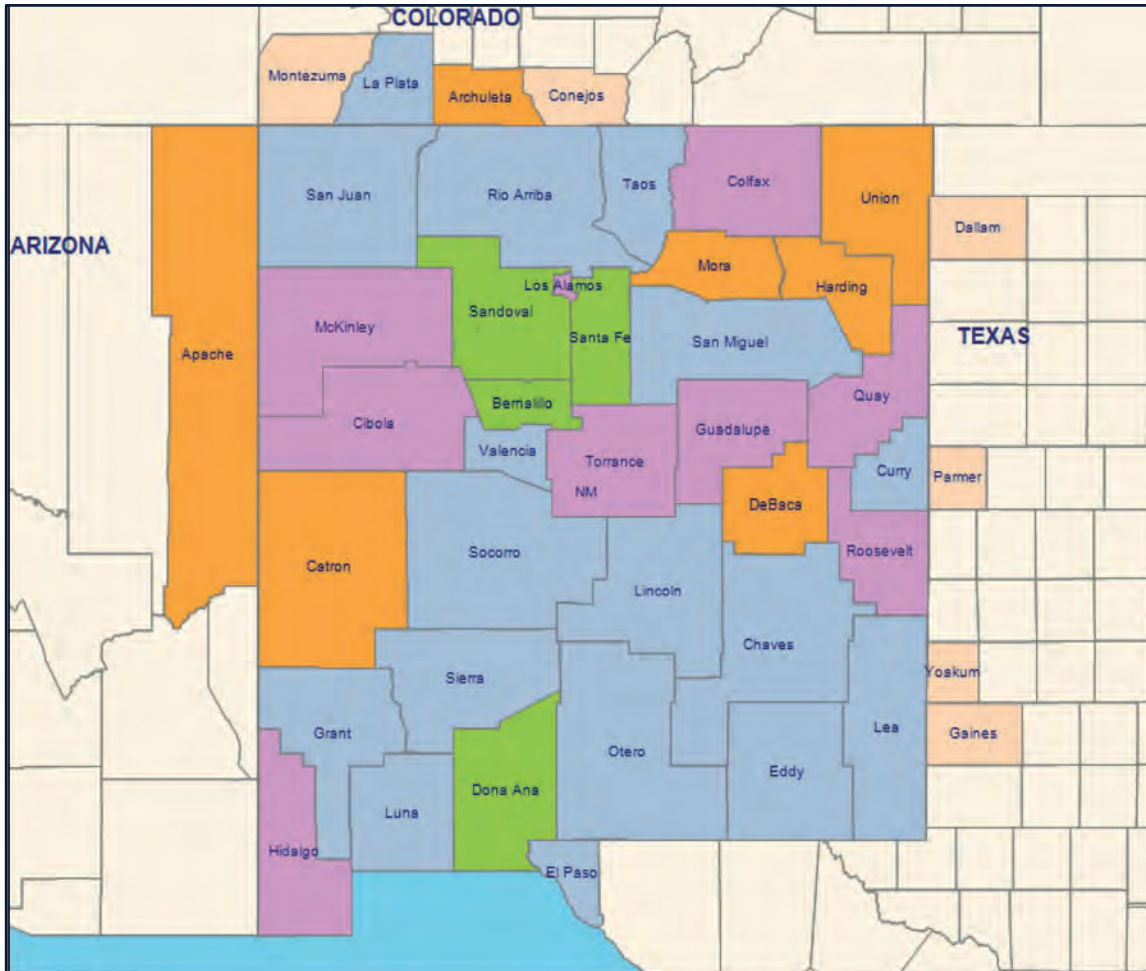 COLORADO
Montezuma
La Plata
Archuleta
Conejos
San Juan
Rio Arriba
Taos
Colfax
Union
Dallam
ARIZONA
Mora
Harding
Los Alamos
Sandoval
Santa Fe
San Miguel
McKinley
TEXAS
Apache
Quay
Bernalillo
Cibola
Guadalupe
Valencia
Torrance
Curry
Parmer
NM
DeBaca
Socorro
Roosevelt
Catron
Lincoln
Chaves
Sierra
Yoakum
Grant
Lea
Gaines
Otero
Eddy
Dona Ana
Luna
Hidalgo
El Paso